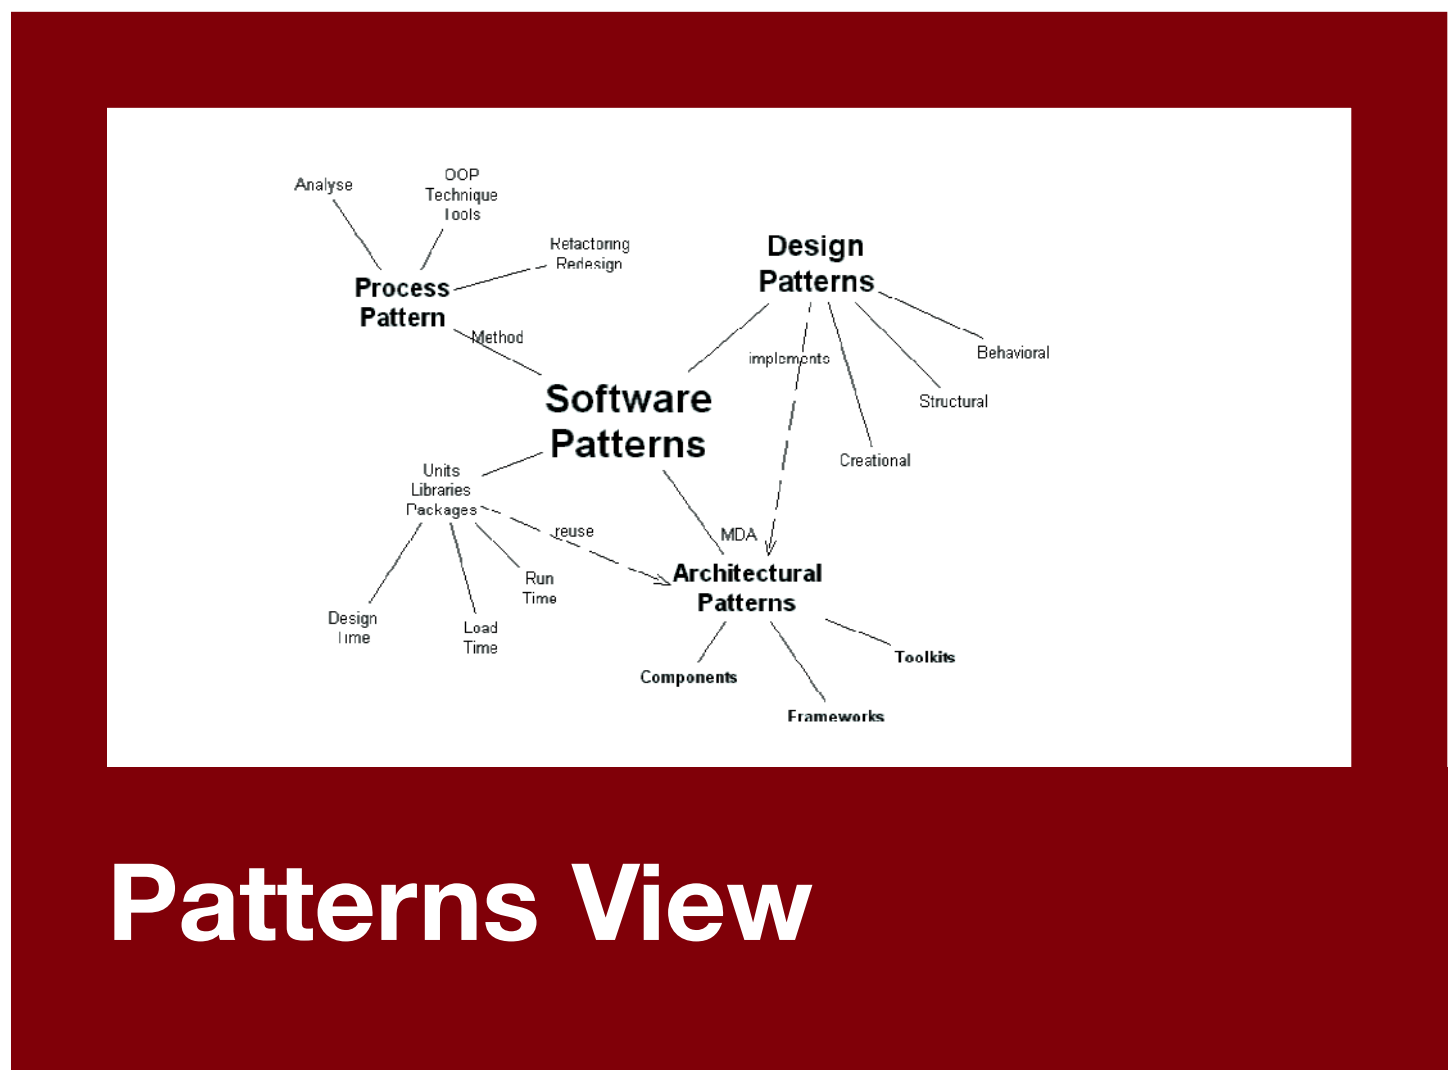 Analyse
OOP
Technique
Tools
Refactoring
Redesign
Process
Pattern
Method
Design
Patterns
implements
Behavioral
Structural
Creational
Software
Patterns
Units
Libraries
Packages
reuse
MDA
Run
Time
Design
Time
Load
Time
Architectural
Patterns
Components
Frameworks
Toolkits
Patterns View